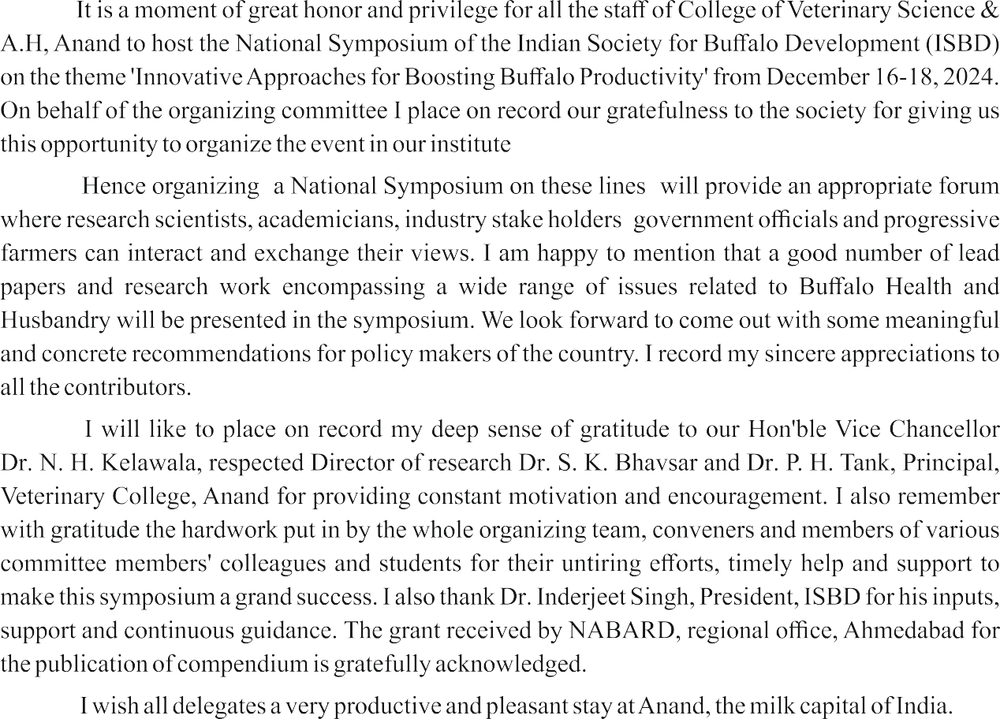 It is a moment of great honor and privilege for all the staff of College of Veterinary Science &
A.H, Anand to host the National Symposium of the Indian Society for Buffalo Development (ISBD)
on the theme 'Innovative Approaches for Boosting Buffalo Productivity' from December 16-18, 2024.
On behalf of the organizing committee I place on record our gratefulness to the society for giving us
this opportunity to organize the event in our institute
Hence organizing a National Symposium on these lines will provide an appropriate forum
where research scientists, academicians, industry stake holders government officials and progressive
farmers can interact and exchange their views. I am happy to mention that a good number of lead
papers and research work encompassing a wide range of issues related to Buffalo Health and
Husbandry will be presented in the symposium. We look forward to come out with some meaningful
and concrete recommendations for policy makers of the country. I record my sincere appreciations to
all the contributors.
I will like to place on record my deep sense of gratitude to our Hon'ble Vice Chancellor
Dr. N. H. Kelawala, respected Director of research Dr. S. K. Bhavsar and Dr. P. H. Tank, Principal,
Veterinary College, Anand for providing constant motivation and encouragement. I also remember
with gratitude the hardwork put in by the whole organizing team, conveners and members of various
committee members' colleagues and students for their untiring efforts, timely help and support to
make this symposium a grand success. I also thank Dr. Inderjeet Singh, President, ISBD for his inputs,
support and continuous guidance. The grant received by NABARD, regional office, Ahmedabad for
the publication of compendium is gratefully acknowledged.
I wish all delegates a very productive and pleasant stay at Anand, the milk capital of India.